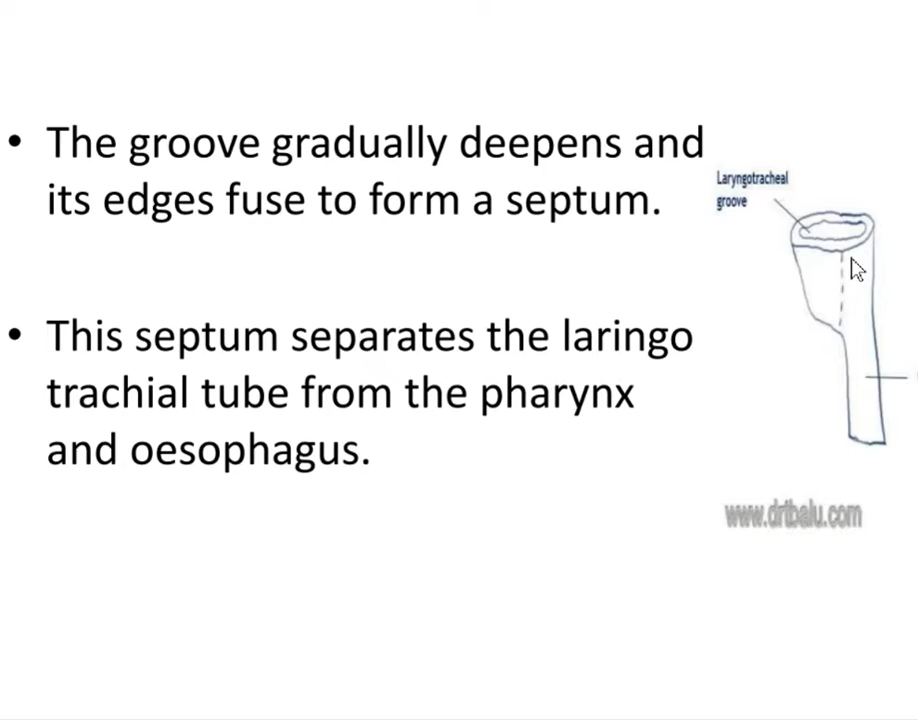 • The groove gradually deepens and
its edges fuse to form a septum.
Laryngotracheal
groove
• This septum separates the laringo
trachial tube from the pharynx
and oesophagus.
www.drtbalu.com